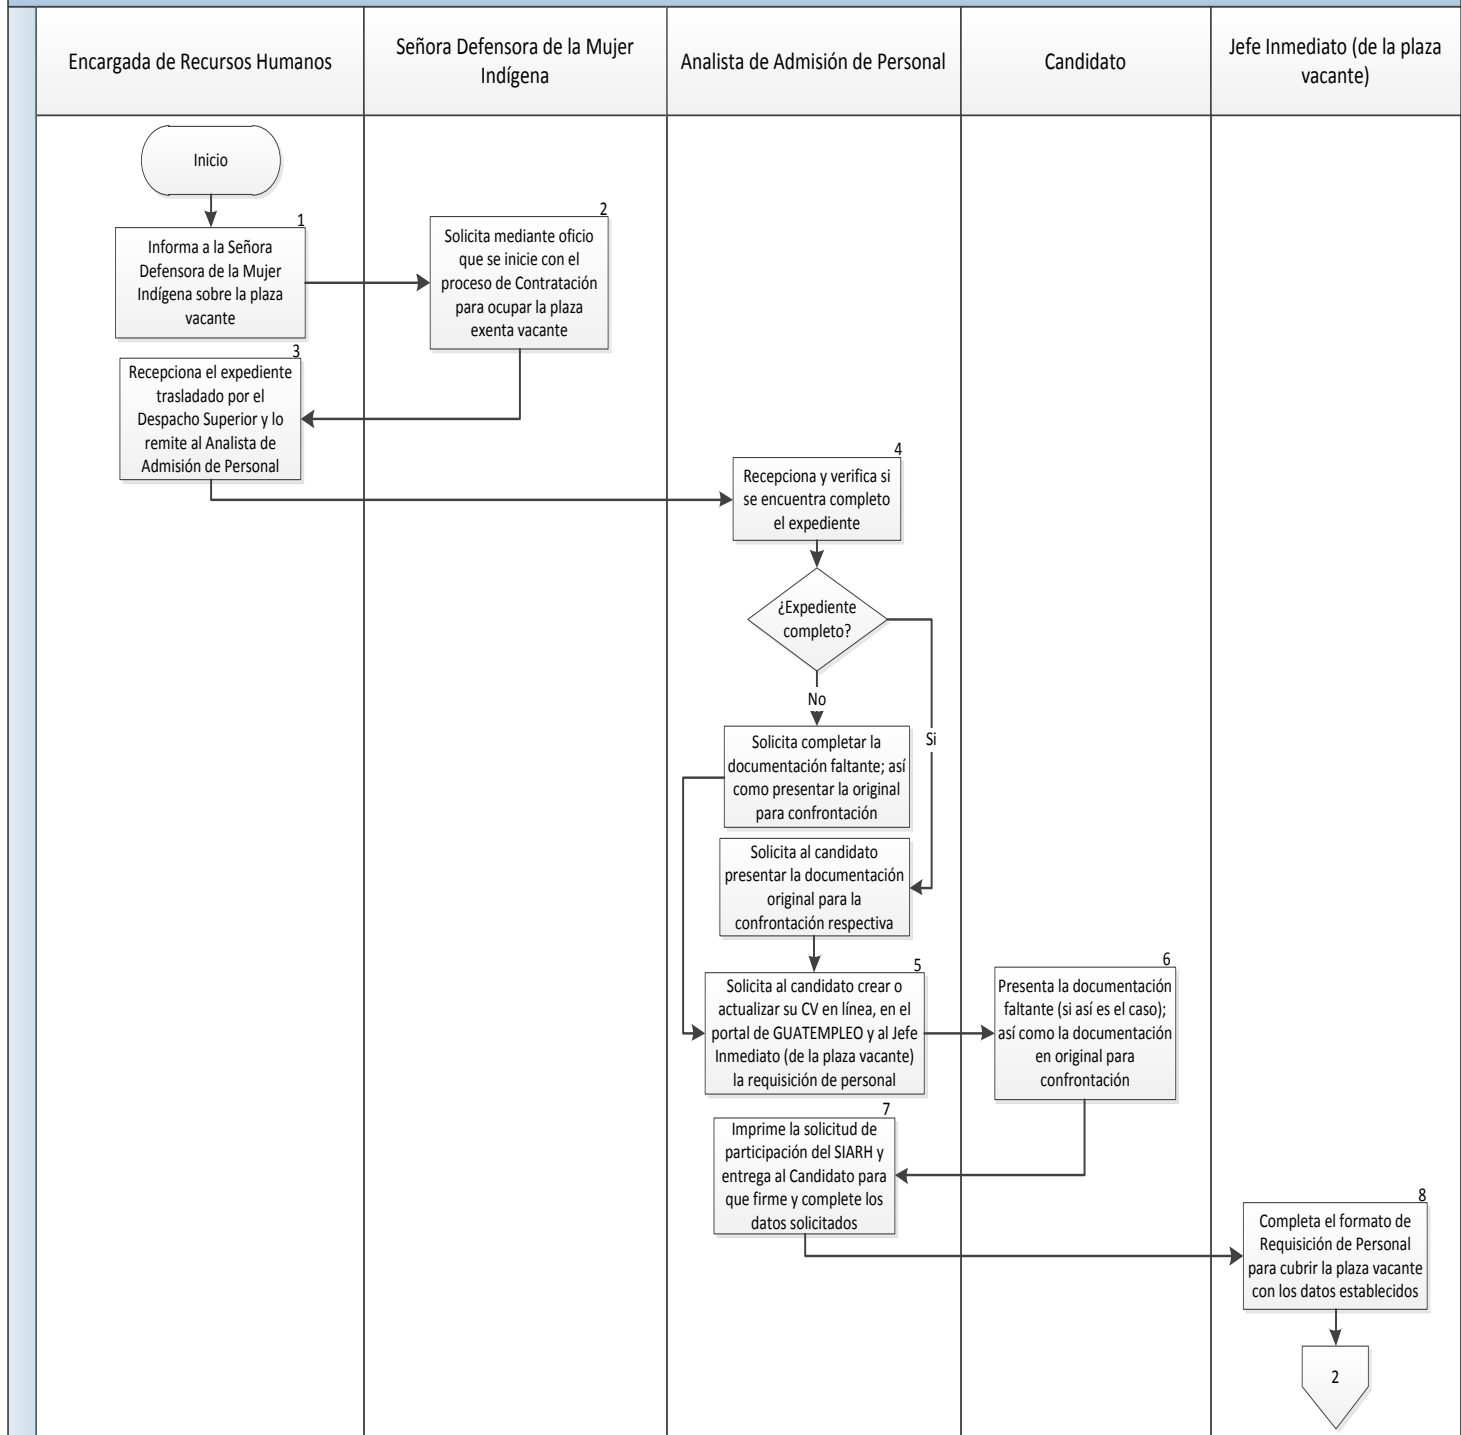 Encargada de Recursos Humanos
Señora Defensora de la Mujer
Indígena
Analista de Admisión de Personal
Candidato
Jefe Inmediato (de la plaza
vacante)
Inicio
1
Informa a la Señora
Defensora de la Mujer
Indígena sobre la plaza
vacante
2
Solicita mediante oficio
que se inicie con el
proceso de Contratación
para ocupar la plaza
exenta vacante
3
Recepciona el expediente
trasladado por el
Despacho Superior y lo
remite al Analista de
Admisión de Personal
4
Recepciona y verifica si
se encuentra completo
el expediente
¿Expediente
completo?
No
Si
Solicita completar la
documentación faltante; así
como presentar la original
para confrontación
Solicita al candidato
presentar la documentación
original para la
confrontación respectiva
5
Solicita al candidato crear o
actualizar su CV en línea, en el
portal de GUATEMPLEO y al Jefe
Inmediato (de la plaza vacante)
la requisición de personal
6
Presenta la documentación
faltante (si así es el caso);
así como la documentación
en original para
confrontación
7
Imprime la solicitud de
participación del SIARH y
entrega al Candidato para
que firme y complete los
datos solicitados
8
Completa el formato de
Requisición de Personal
para cubrir la plaza vacante
con los datos establecidos
2